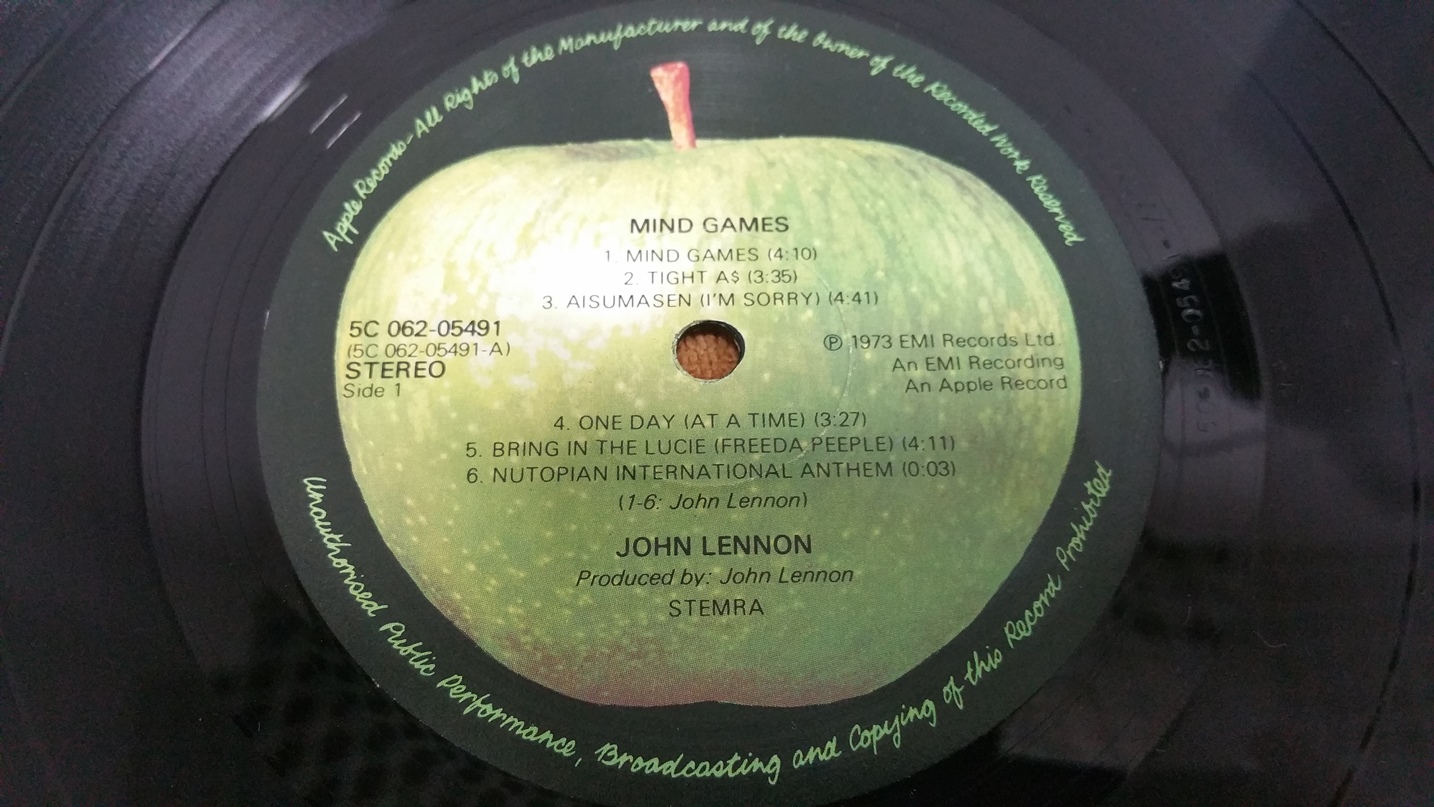 Apple Records-All Rights of the Manufacturer and of the Owner of the Recorded Work Reserved
MIND GAMES
1. MIND GAMES (4:10)
2. TIGHT A$ (3:35)
3. AISUMASEN (I'M SORRY) (4:41)
5C 062-05491
(5C 062-05491-A)
STEREO
Side 1
℗ 1973 EMI Records Ltd.
An EMI Recording
An Apple Record
4. ONE DAY (AT A TIME) (3:27)
5. BRING IN THE LUCIE (FREEDA PEEPLE) (4:11)
6. NUTOPIAN INTERNATIONAL ANTHEM (0:03)
(1-6: John Lennon)
JOHN LENNON
Produced by: John Lennon
STEMRA
Unauthorised Public Performance, Broadcasting and Copying of this Record Prohibited